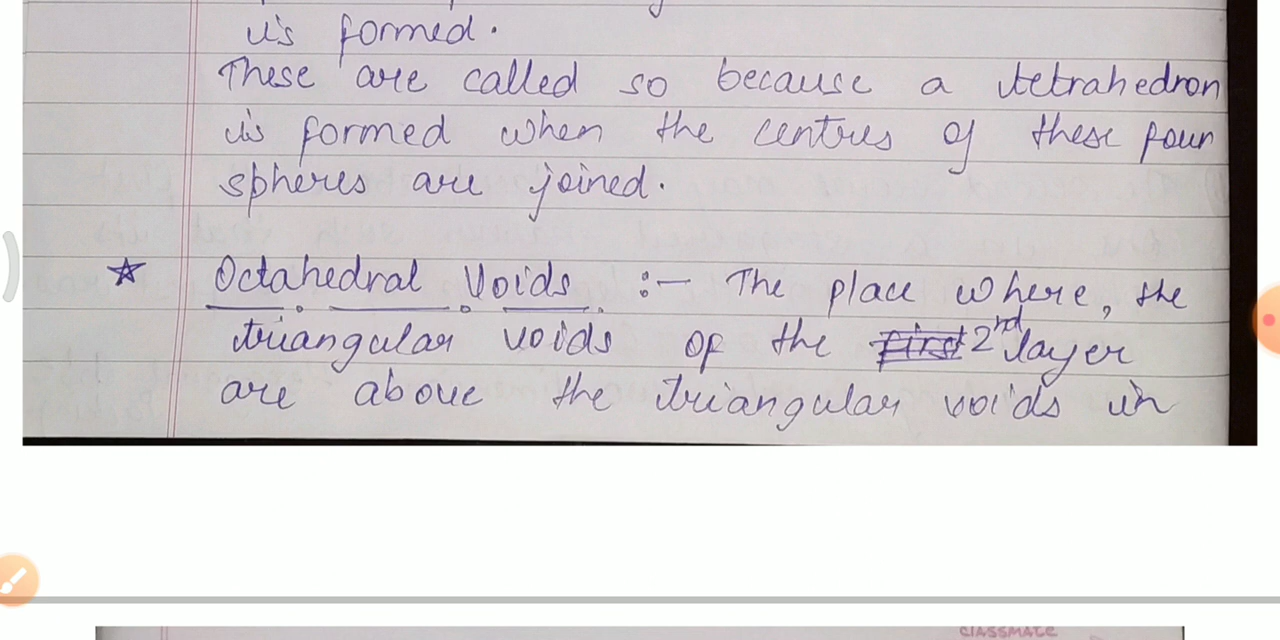 is formed.
These are called so because a tetrahedron
is formed when the centres of these four
spheres are joined.
☆ Octahedral Voids :- The place where, the
triangular voids of the first 2nd layer
are above the triangular voids in
classmate